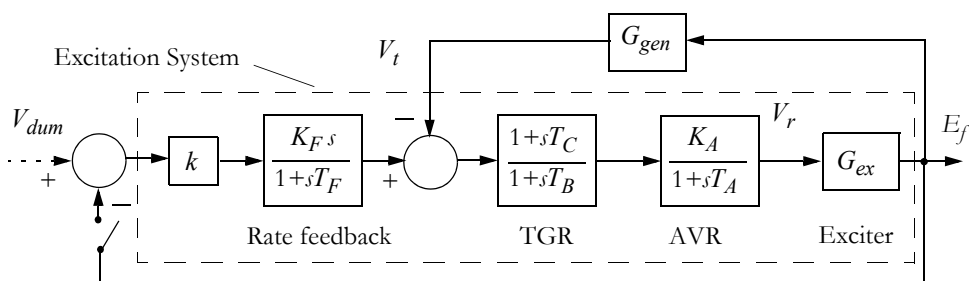 G_gen
V_t
Excitation System
V_dum
+
−
k
K_F s
1+sT_F
−
+
1+sT_C
1+sT_B
K_A
1+sT_A
V_r
G_ex
E_f
Rate feedback
TGR
AVR
Exciter